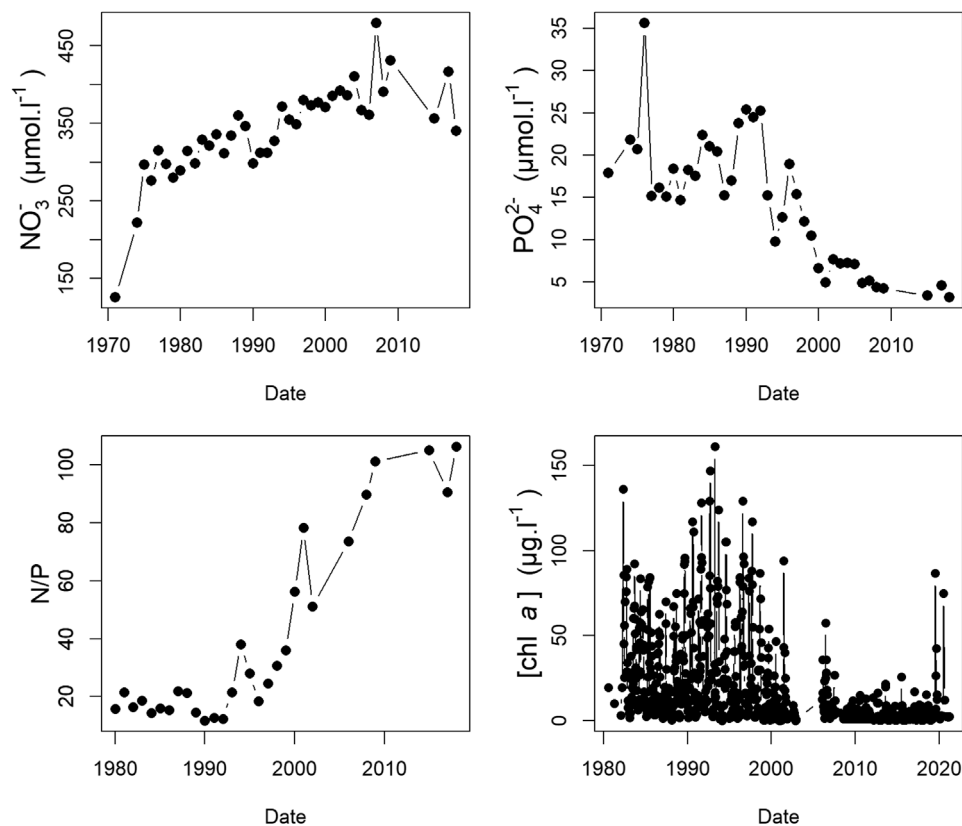 NO₃⁻ (µmol.l⁻¹)
150 250 350 450
1970 1980 1990 2000 2010
Date
PO₄²⁻ (µmol.l⁻¹)
5 10 15 20 25 30 35
1970 1980 1990 2000 2010
Date
N/P
20 40 60 80 100
1980 1990 2000 2010
Date
[chl a] (µg.l⁻¹)
0 50 100 150
1980 1990 2000 2010 2020
Date